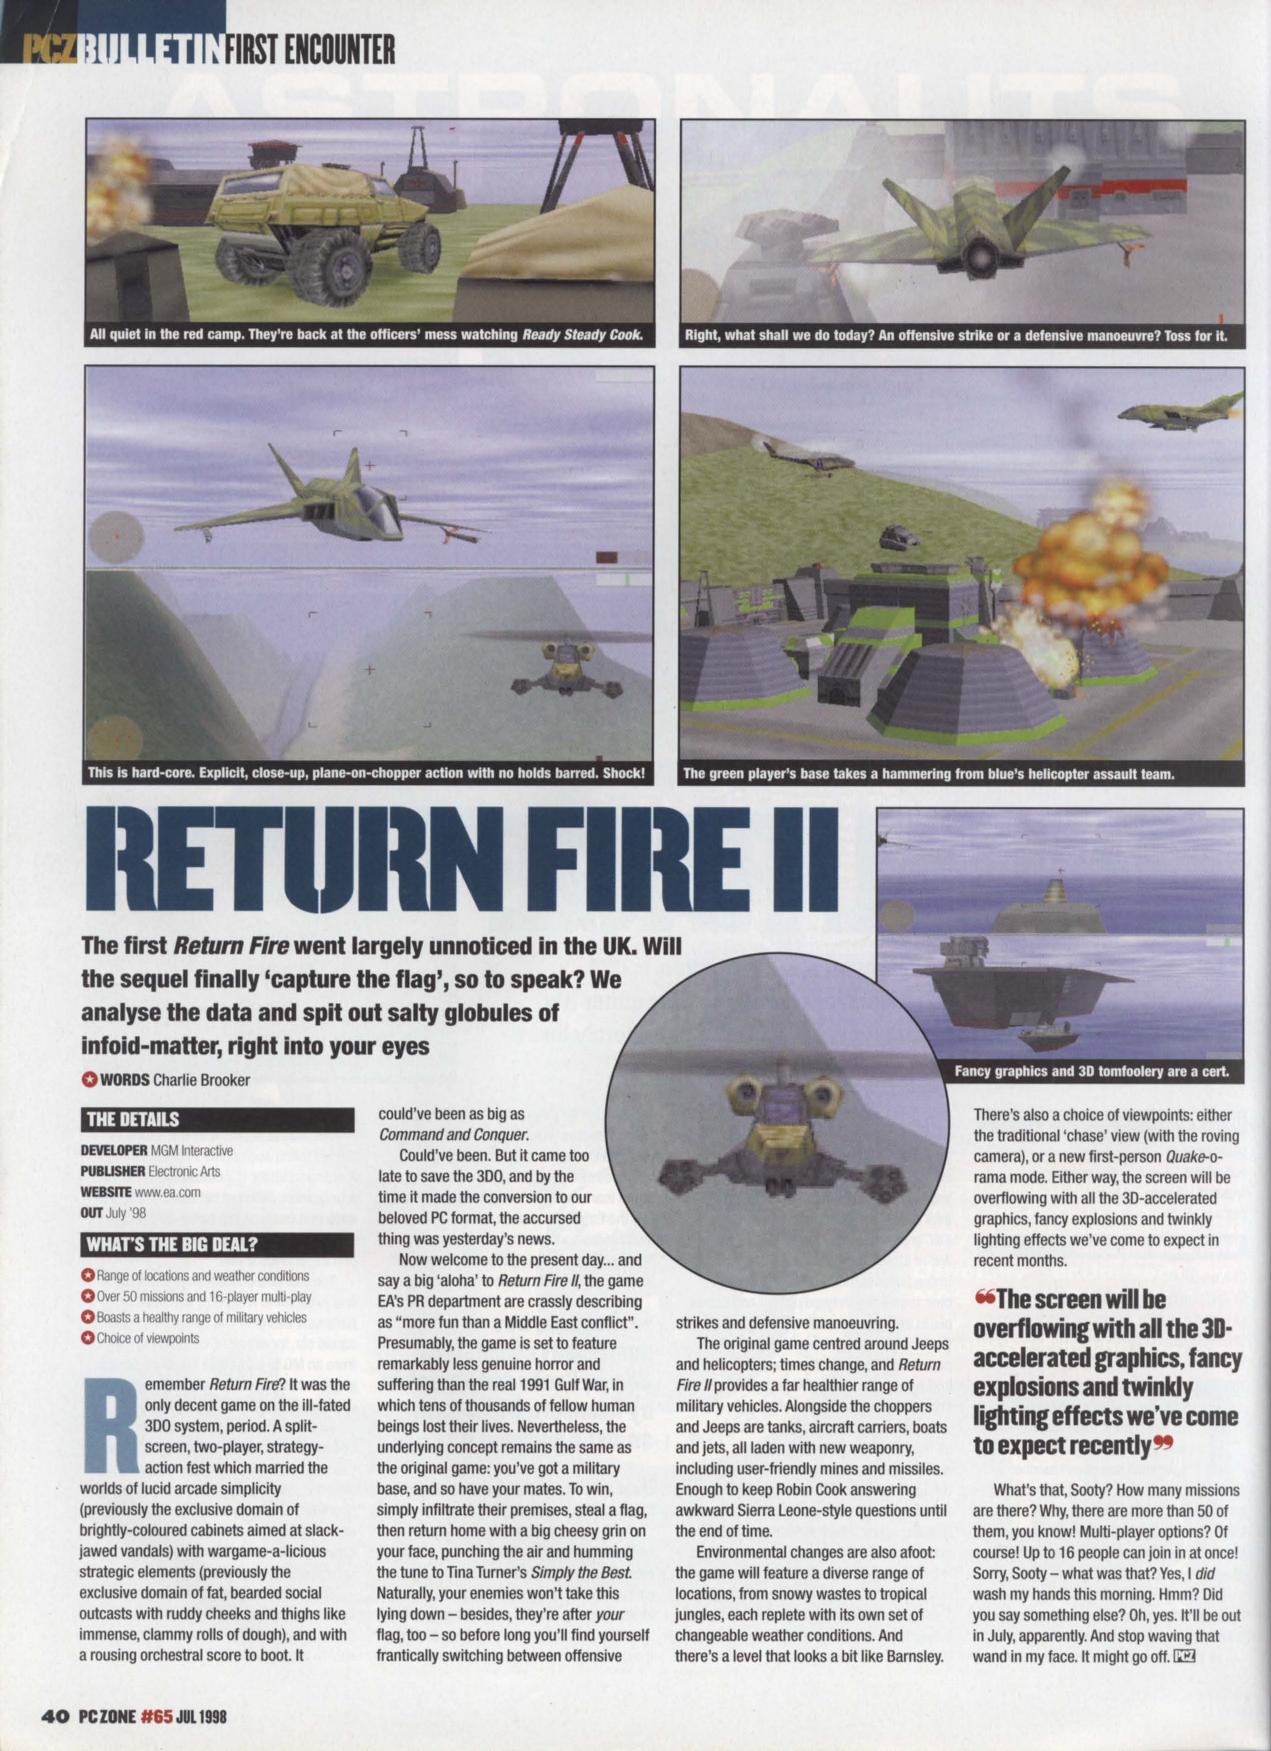 PCZBULLETIN FIRST ENCOUNTER
All quiet in the red camp. They're back at the officers' mess watching Ready Steady Cook.
Right, what shall we do today? An offensive strike or a defensive manoeuvre? Toss for it.
This is hard-core. Explicit, close-up, plane-on-chopper action with no holds barred. Shock!
The green player's base takes a hammering from blue's helicopter assault team.
RETURN FIRE II
Fancy graphics and 3D tomfoolery are a cert.
The first Return Fire went largely unnoticed in the UK. Will
the sequel finally 'capture the flag', so to speak? We
analyse the data and spit out salty globules of
infoid-matter, right into your eyes
WORDS Charlie Brooker
THE DETAILS
DEVELOPER MGM Interactive
PUBLISHER Electronic Arts
WEBSITE www.ea.com
OUT July '98
WHAT'S THE BIG DEAL?
Range of locations and weather conditions
Over 50 missions and 16-player multi-play
Boasts a healthy range of military vehicles
Choice of viewpoints
Remember Return Fire? It was the
only decent game on the ill-fated
3DO system, period. A split-
screen, two-player, strategy-
action fest which married the
worlds of lucid arcade simplicity
(previously the exclusive domain of
brightly-coloured cabinets aimed at slack-
jawed vandals) with wargame-a-licious
strategic elements (previously the
exclusive domain of fat, bearded social
outcasts with ruddy cheeks and thighs like
immense, clammy rolls of dough), and with
a rousing orchestral score to boot. It
could've been as big as
Command and Conquer.
Could've been. But it came too
late to save the 3DO, and by the
time it made the conversion to our
beloved PC format, the accursed
thing was yesterday's news.
Now welcome to the present day... and
say a big 'aloha' to Return Fire II, the game
EA's PR department are crassly describing
as "more fun than a Middle East conflict".
Presumably, the game is set to feature
remarkably less genuine horror and
suffering than the real 1991 Gulf War, in
which tens of thousands of fellow human
beings lost their lives. Nevertheless, the
underlying concept remains the same as
the original game: you've got a military
base, and so have your mates. To win,
simply infiltrate their premises, steal a flag,
then return home with a big cheesy grin on
your face, punching the air and humming
the tune to Tina Turner's Simply the Best.
Naturally, your enemies won't take this
lying down – besides, they're after your
flag, too – so before long you'll find yourself
frantically switching between offensive
strikes and defensive manoeuvring.
The original game centred around Jeeps
and helicopters; times change, and Return
Fire II provides a far healthier range of
military vehicles. Alongside the choppers
and Jeeps are tanks, aircraft carriers, boats
and jets, all laden with new weaponry,
including user-friendly mines and missiles.
Enough to keep Robin Cook answering
awkward Sierra Leone-style questions until
the end of time.
Environmental changes are also afoot:
the game will feature a diverse range of
locations, from snowy wastes to tropical
jungles, each replete with its own set of
changeable weather conditions. And
there's a level that looks a bit like Barnsley.
There's also a choice of viewpoints: either
the traditional 'chase' view (with the roving
camera), or a new first-person Quake-o-
rama mode. Either way, the screen will be
overflowing with all the 3D-accelerated
graphics, fancy explosions and twinkly
lighting effects we've come to expect in
recent months.
“The screen will be
overflowing with all the 3D-
accelerated graphics, fancy
explosions and twinkly
lighting effects we've come
to expect recently”
What's that, Sooty? How many missions
are there? Why, there are more than 50 of
them, you know! Multi-player options? Of
course! Up to 16 people can join in at once!
Sorry, Sooty – what was that? Yes, I did
wash my hands this morning. Hmm? Did
you say something else? Oh, yes. It'll be out
in July, apparently. And stop waving that
wand in my face. It might go off. PCZ
40 PC ZONE #65 JUL 1998